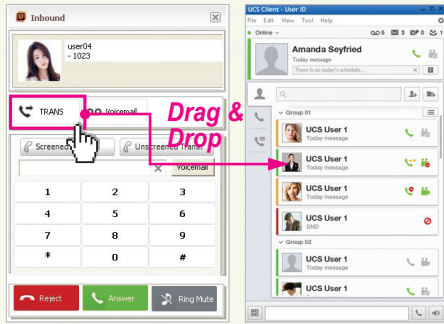 Inbound
user04
- 1023
TRANS
Voicemail
Drag &
Drop
Screened
Unscreened Trans
Voicemail
1 2 3
4 5 6
7 8 9
* 0 #
Reject
Answer
Ring Mute
UCS Client - User ID
File Edit View Tool Help
Online
5 3 0 1
Amanda Seyfried
Today message
There is no today's schedule...
Group 01
UCS User 1
Today message
UCS User 1
Today message
UCS User 1
Today message
UCS User 1
DND
Group 02
UCS User 1
Today message
UCS User 1
Today message